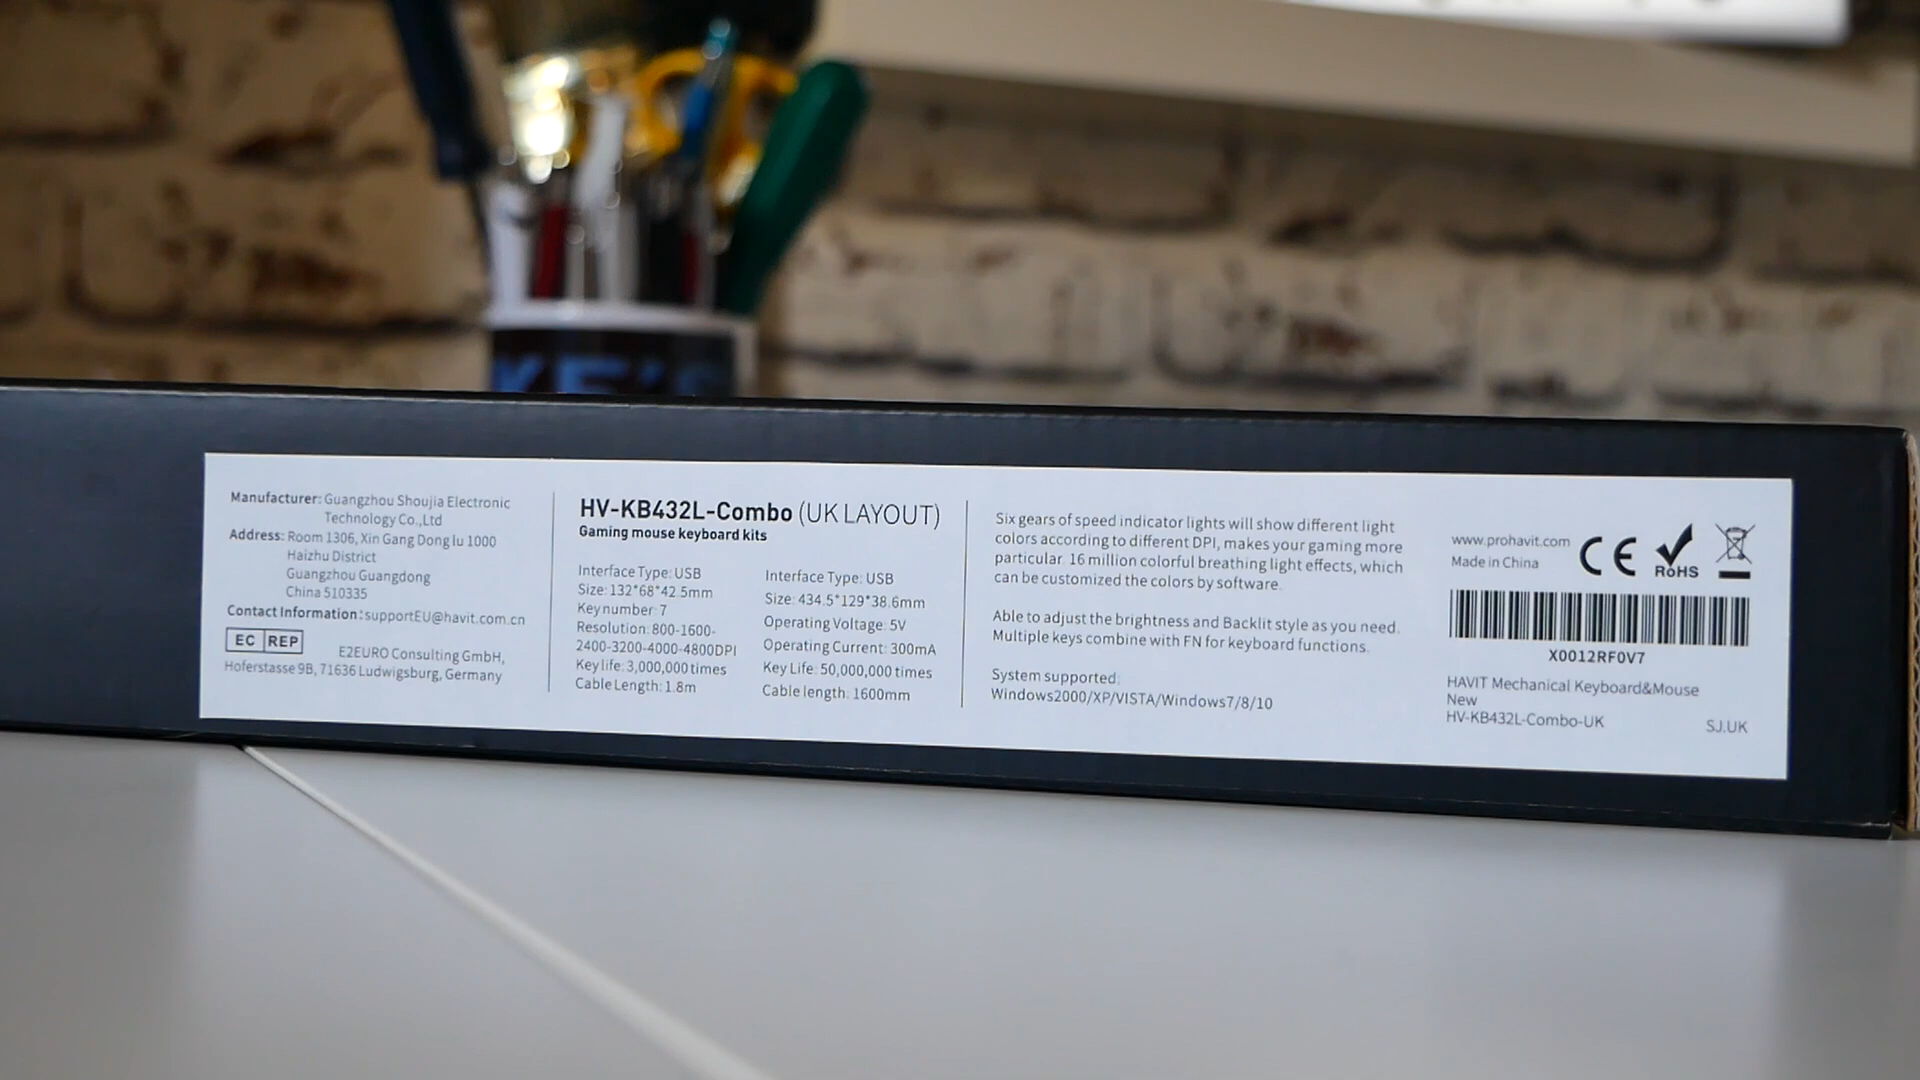 Manufacturer: Guangzhou Shoujia Electronic
Technology Co.,Ltd
Address: Room 1306, Xin Gang Dong lu 1000
Haizhu District
Guangzhou Guangdong
China 510335
Contact Information: supportEU@havit.com.cn
EC REP
E2EURO Consulting GmbH,
Hoferstasse 9B, 71636 Ludwigsburg, Germany
HV-KB432L-Combo (UK LAYOUT)
Gaming mouse keyboard kits
Interface Type: USB
Size: 132*68*42.5mm
Key number: 7
Resolution: 800-1600-
2400-3200-4000-4800DPI
Key life: 3,000,000 times
Cable Length: 1.8m
Interface Type: USB
Size: 434.5*129*38.6mm
Operating Voltage: 5V
Operating Current: 300mA
Key Life: 50,000,000 times
Cable length: 1600mm
Six gears of speed indicator lights will show different light
colors according to different DPI, makes your gaming more
particular. 16 million colorful breathing light effects, which
can be customized the colors by software.
Able to adjust the brightness and Backlit style as you need.
Multiple keys combine with FN for keyboard functions.
System supported:
Windows2000/XP/VISTA/Windows7/8/10
www.prohavit.com
Made in China
CE
RoHS
X0012RF0V7
HAVIT Mechanical Keyboard&Mouse
New
HV-KB432L-Combo-UK
SJ.UK